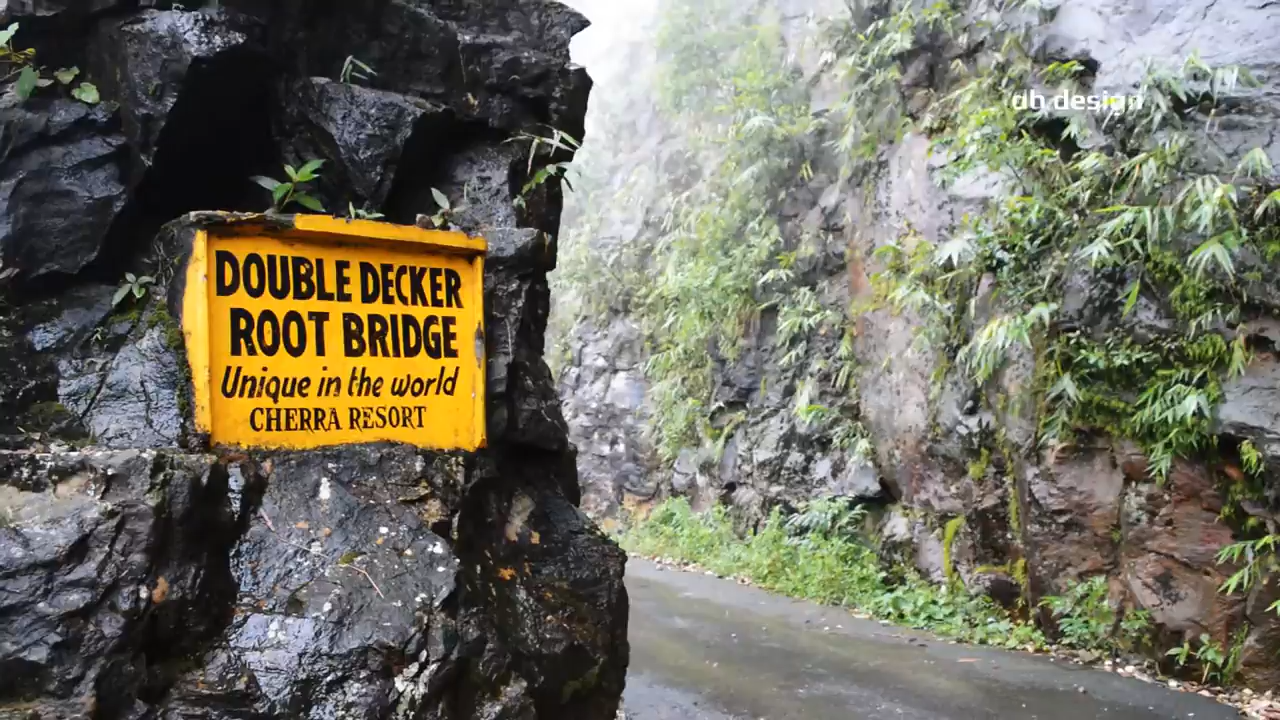 DOUBLE DECKER
ROOT BRIDGE
Unique in the world
CHERRA RESORT
dh design